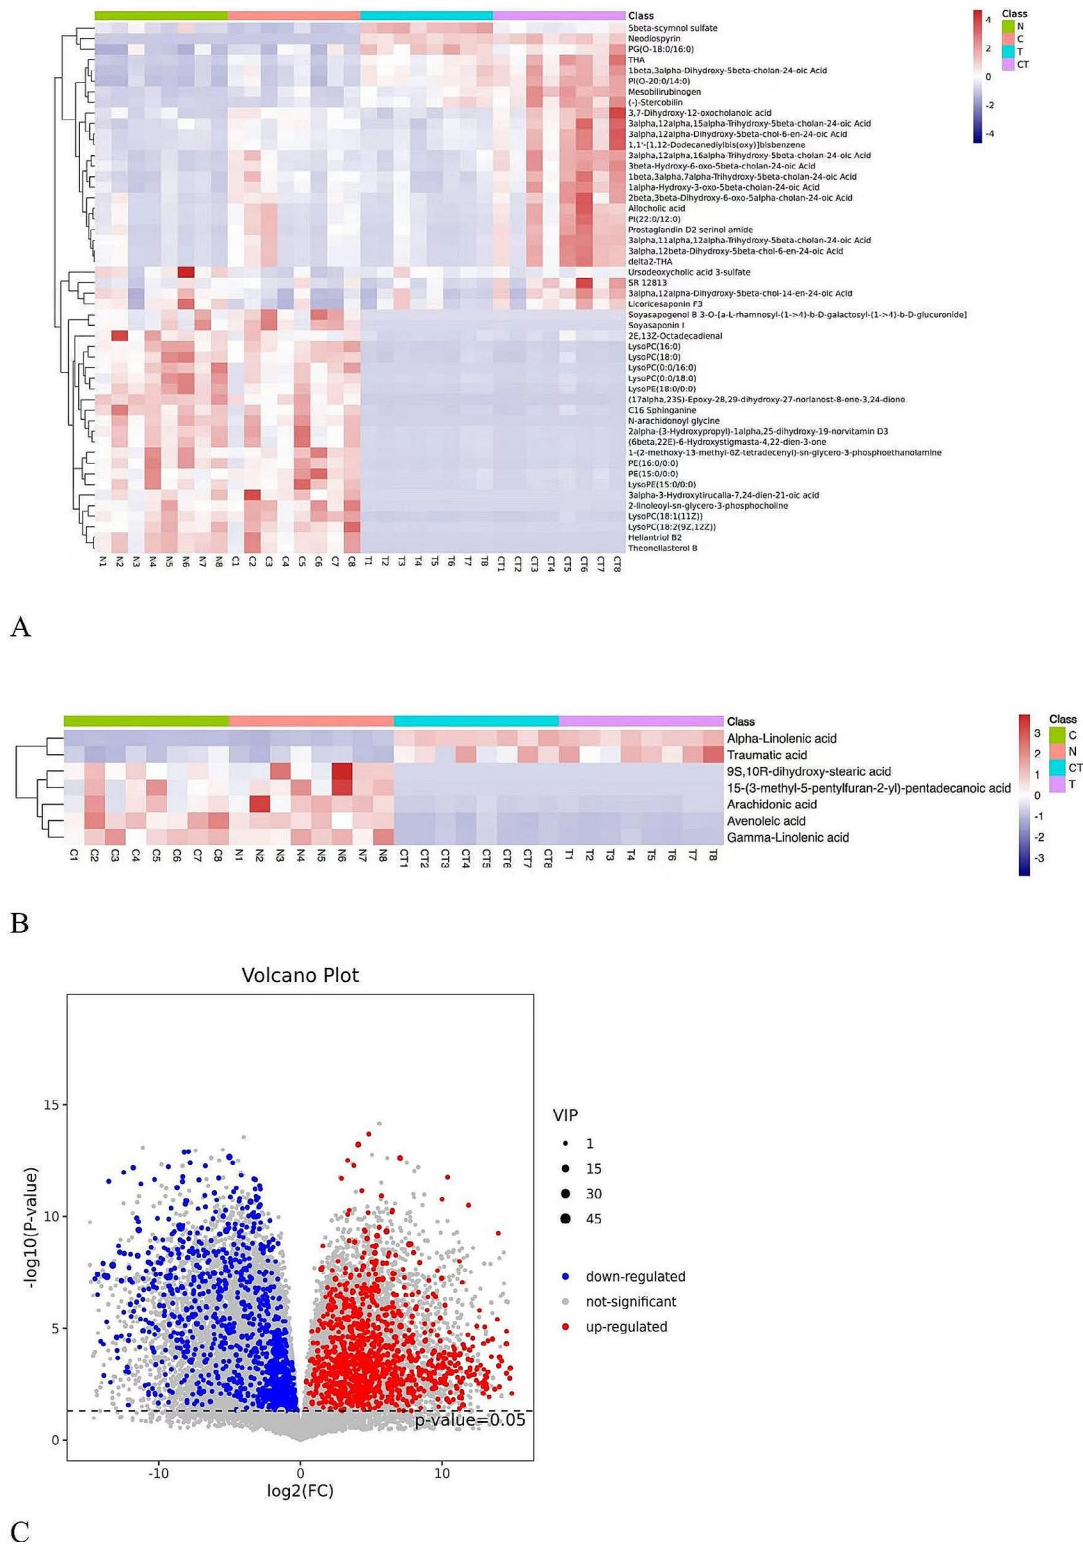 Class
5beta-scymnol sulfate
Neodiospyrin
PG(O-18:0/16:0)
THA
1beta,3alpha-Dihydroxy-5beta-cholan-24-oic Acid
PI(O-20:0/14:0)
Mesobilirubinogen
(-)-Stercobilin
3,7-Dihydroxy-12-oxocholanoic acid
3alpha,12alpha,15alpha-Trihydroxy-5beta-cholan-24-oic Acid
3alpha,12alpha-Dihydroxy-5beta-chol-6-en-24-oic Acid
1,1'-[1,12-Dodecanediylbis(oxy)]bisbenzene
3alpha,12alpha,16alpha-Trihydroxy-5beta-cholan-24-oic Acid
3beta-Hydroxy-6-oxo-5beta-cholan-24-oic Acid
1beta,3alpha,7alpha-Trihydroxy-5beta-cholan-24-oic Acid
1alpha-Hydroxy-3-oxo-5beta-cholan-24-oic Acid
2beta,3beta-Dihydroxy-6-oxo-5alpha-cholan-24-oic Acid
Allocholic acid
PI(22:0/12:0)
Prostaglandin D2 serinol amide
3alpha,11alpha,12alpha-Trihydroxy-5beta-cholan-24-oic Acid
3alpha,12beta-Dihydroxy-5beta-chol-6-en-24-oic Acid
delta2-THA
Ursodeoxycholic acid 3-sulfate
SR 12813
3alpha,12alpha-Dihydroxy-5beta-chol-14-en-24-oic Acid
Licoricesaponin F3
Soyasapogenol B 3-O-[a-L-rhamnosyl-(1->4)-b-D-galactosyl-(1->4)-b-D-glucuronide]
Soyasaponin I
2E,13Z-Octadecadienal
LysoPC(16:0)
LysoPC(18:0)
LysoPC(0:0/16:0)
LysoPC(0:0/18:0)
LysoPE(18:0/0:0)
(17alpha,23S)-Epoxy-28,29-dihydroxy-27-norlanost-8-ene-3,24-dione
C16 Sphinganine
N-arachidonoyl glycine
2alpha-(3-Hydroxypropyl)-1alpha,25-dihydroxy-19-norvitamin D3
(6beta,22E)-6-Hydroxystigmasta-4,22-dien-3-one
1-(2-methoxy-13-methyl-6Z-tetradecenyl)-sn-glycero-3-phosphoethanolamine
PE(16:0/0:0)
PE(15:0/0:0)
LysoPE(15:0/0:0)
3alpha-3-Hydroxytirucalla-7,24-dien-21-oic acid
2-linoleoyl-sn-glycero-3-phosphocholine
LysoPC(18:1(11Z))
LysoPC(18:2(9Z,12Z))
Heliantriol B2
Theonellasterol B
N1 N2 N3 N4 N5 N6 N7 N8 C1 C2 C3 C4 C5 C6 C7 C8 T1 T2 T3 T4 T5 T6 T7 T8 CT1 CT2 CT3 CT4 CT5 CT6 CT7 CT8
4
2
0
-2
-4
Class
N
C
T
CT
A
Class
Alpha-Linolenic acid
Traumatic acid
9S,10R-dihydroxy-stearic acid
15-(3-methyl-5-pentylfuran-2-yl)-pentadecanoic acid
Arachidonic acid
Avenoleic acid
Gamma-Linolenic acid
C1 C2 C3 C4 C5 C6 C7 C8 N1 N2 N3 N4 N5 N6 N7 N8 CT1 CT2 CT3 CT4 CT5 CT6 CT7 CT8 T1 T2 T3 T4 T5 T6 T7 T8
3
2
1
0
-1
-2
-3
Class
C
N
CT
T
B
Volcano Plot
-log10(P-value)
15
10
5
0
p-value=0.05
-10 0 10
log2(FC)
VIP
1
15
30
45
down-regulated
not-significant
up-regulated
C